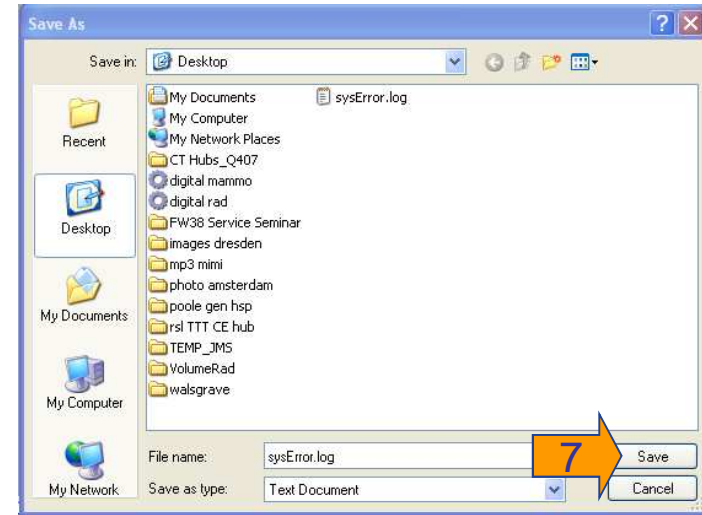 Save As
Save in: Desktop
Recent
Desktop
My Documents
My Computer
My Network
My Documents
My Computer
My Network Places
CT Hubs_Q407
digital mammo
digital rad
FW38 Service Seminar
images dresden
mp3 mimi
photo amsterdam
poole gen hsp
rsl TTT CE hub
TEMP_JMS
VolumeRad
walsgrave
sysError.log
File name: sysError.log
7
Save
Save as type: Text Document
Cancel